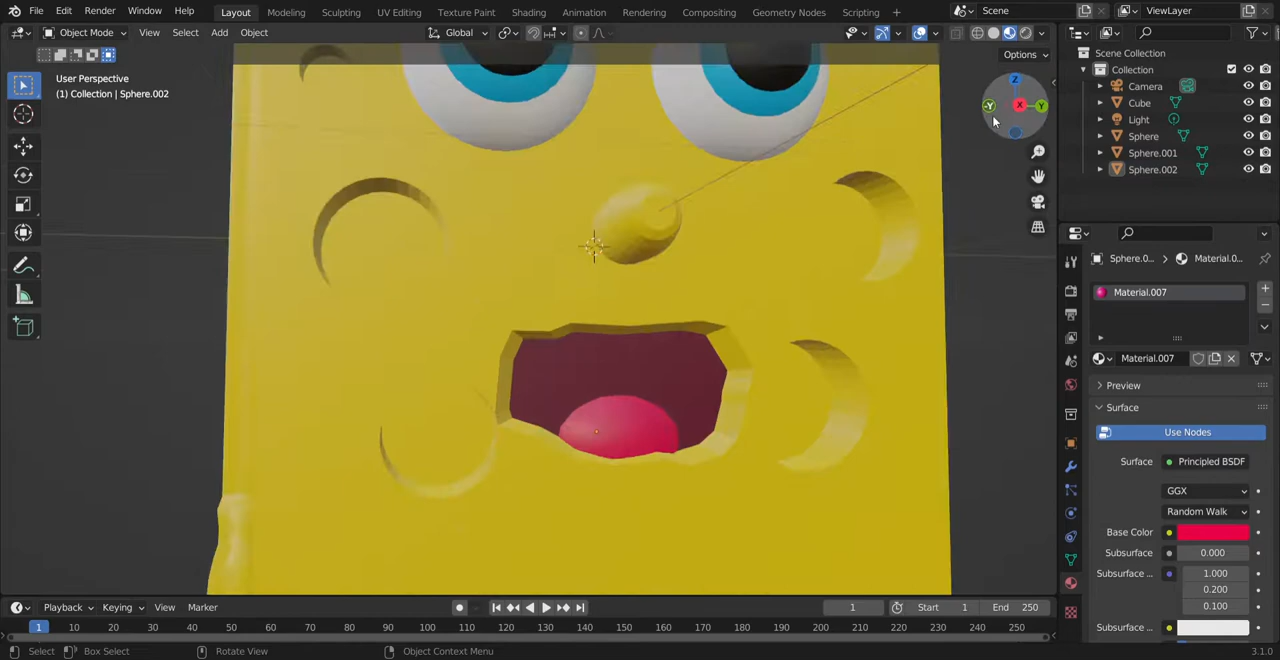 File Edit Render Window Help Layout Modeling Sculpting UV Editing Texture Paint Shading Animation Rendering Compositing Geometry Nodes Scripting + Scene ViewLayer
Object Mode View Select Add Object Global
Options
User Perspective
(1) Collection | Sphere.002
Z
-Y X Y
Scene Collection
Collection
Camera
Cube
Light
Sphere
Sphere.001
Sphere.002
Sphere.0... > Material.0...
Material.007
Material.007
Preview
Surface
Use Nodes
Surface Principled BSDF
GGX
Random Walk
Base Color
Subsurface 0.000
Subsurface ... 1.000
0.200
0.100
Subsurface ...
Playback Keying View Marker 1 Start 1 End 250
1 10 20 30 40 50 60 70 80 90 100 110 120 130 140 150 160 170 180 190 200 210 220 230 240 250
Select Box Select Rotate View Object Context Menu 3.1.0